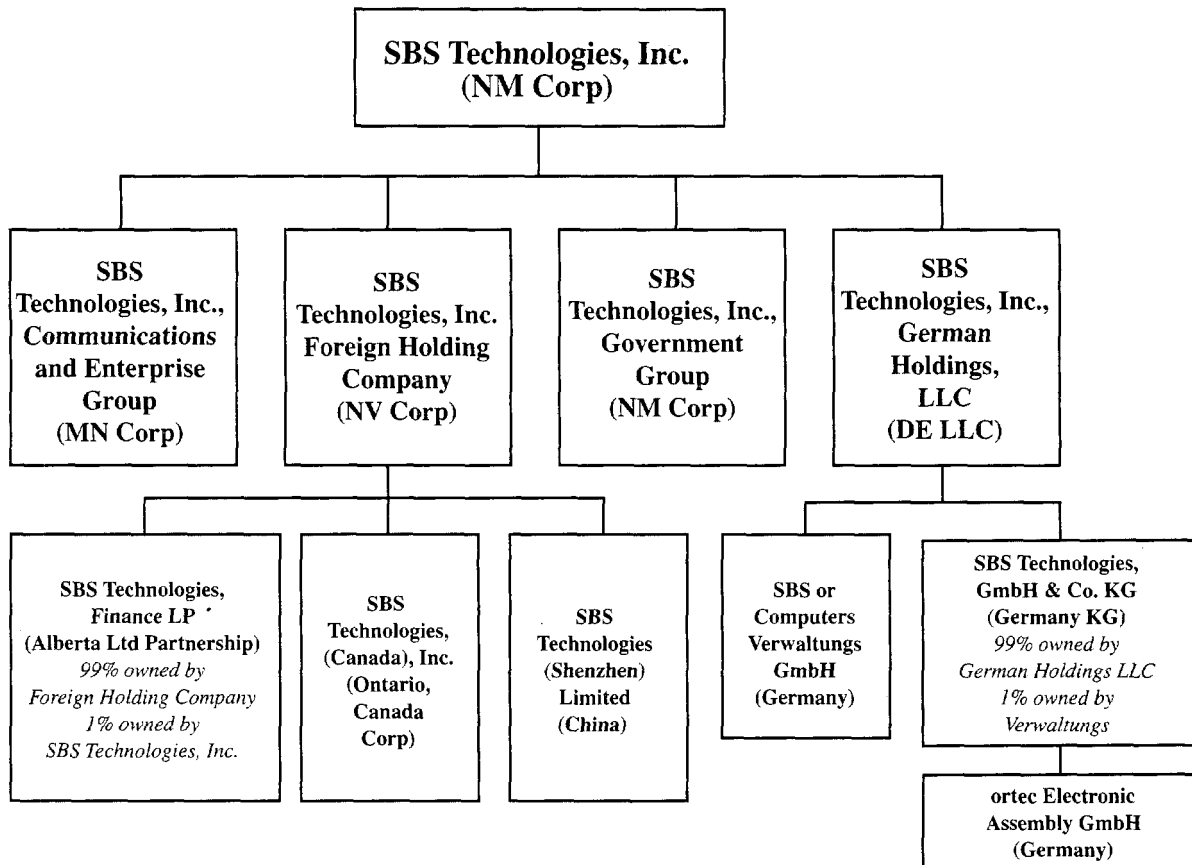 SBS Technologies, Inc.
(NM Corp)
SBS
Technologies, Inc.,
Communications
and Enterprise
Group
(MN Corp)
SBS
Technologies, Inc.
Foreign Holding
Company
(NV Corp)
SBS
Technologies, Inc.,
Government
Group
(NM Corp)
SBS
Technologies, Inc.,
German
Holdings,
LLC
(DE LLC)
SBS Technologies,
Finance LP
(Alberta Ltd Partnership)
99% owned by
Foreign Holding Company
1% owned by
SBS Technologies, Inc.
SBS
Technologies,
(Canada), Inc.
(Ontario,
Canada
Corp)
SBS
Technologies
(Shenzhen)
Limited
(China)
SBS or
Computers
Verwaltungs
GmbH
(Germany)
SBS Technologies,
GmbH & Co. KG
(Germany KG)
99% owned by
German Holdings LLC
1% owned by
Verwaltungs
ortec Electronic
Assembly GmbH
(Germany)